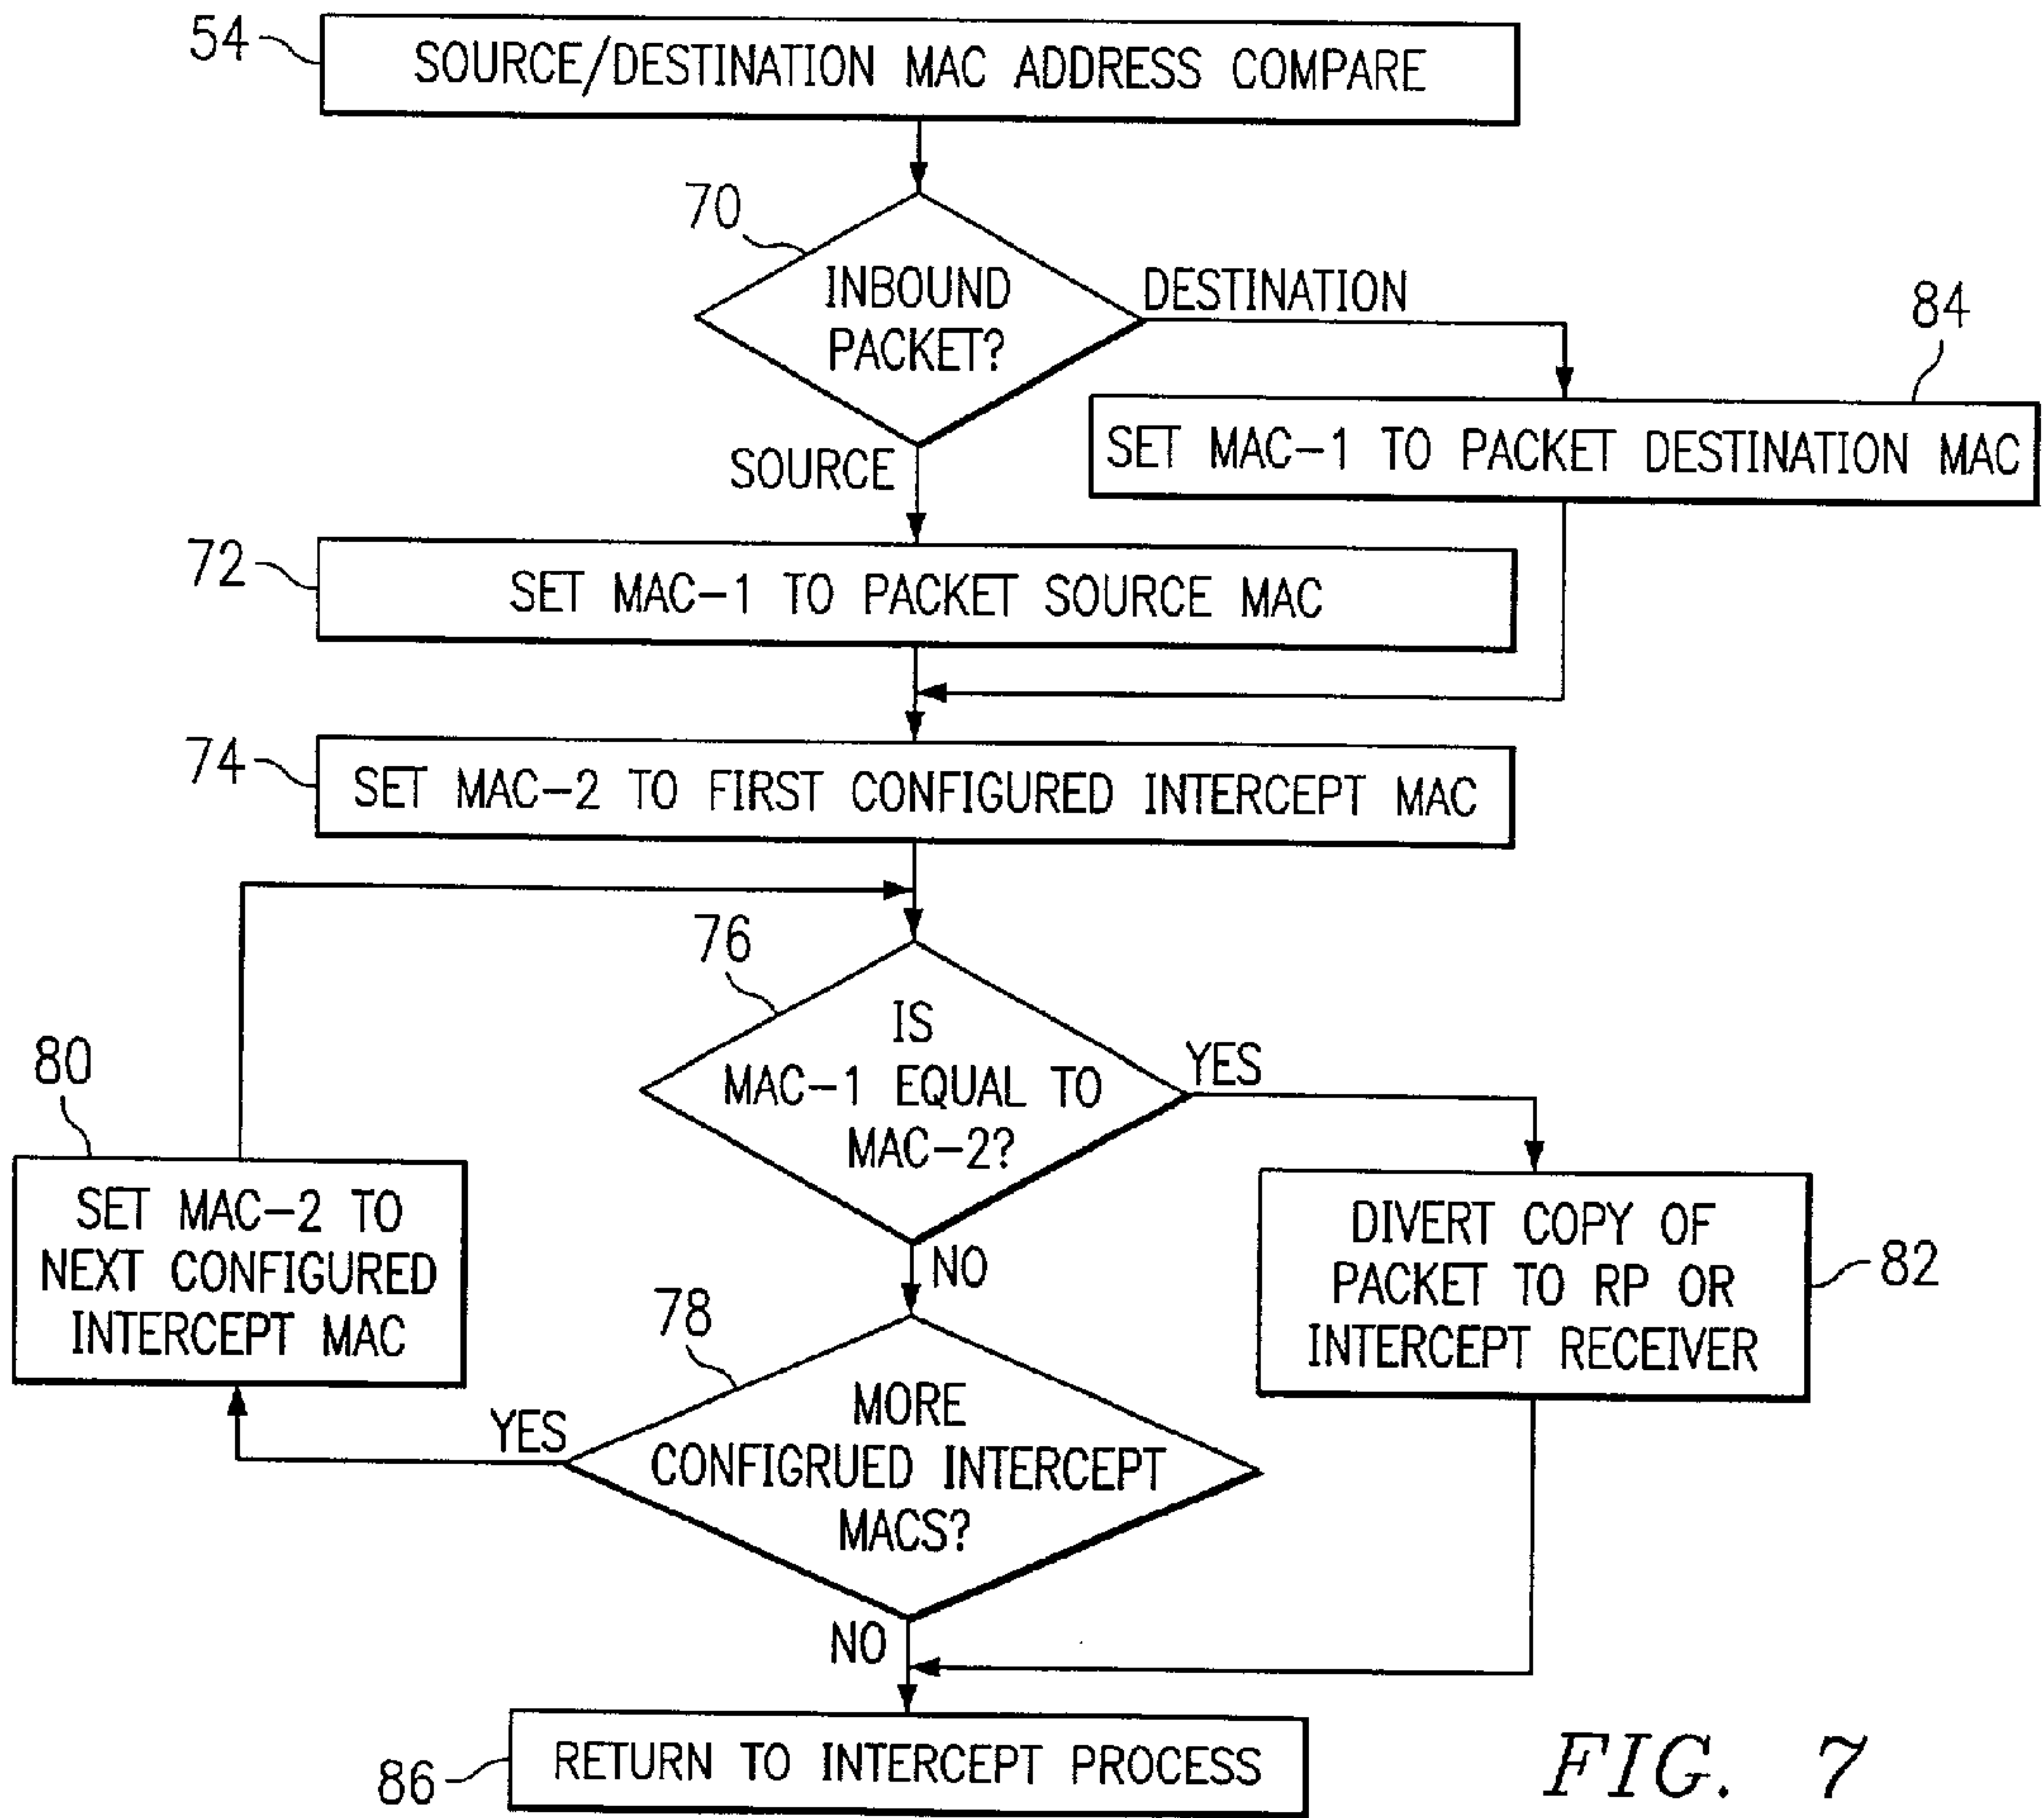 54
SOURCE/DESTINATION MAC ADDRESS COMPARE
70
INBOUND
PACKET?
DESTINATION
84
SET MAC-1 TO PACKET DESTINATION MAC
SOURCE
72
SET MAC-1 TO PACKET SOURCE MAC
74
SET MAC-2 TO FIRST CONFIGURED INTERCEPT MAC
76
IS
MAC-1 EQUAL TO
MAC-2?
YES
80
SET MAC-2 TO
NEXT CONFIGURED
INTERCEPT MAC
DIVERT COPY OF
PACKET TO RP OR
INTERCEPT RECEIVER
82
NO
78
MORE
CONFIGRUED INTERCEPT
MACS?
YES
NO
86
RETURN TO INTERCEPT PROCESS
FIG. 7